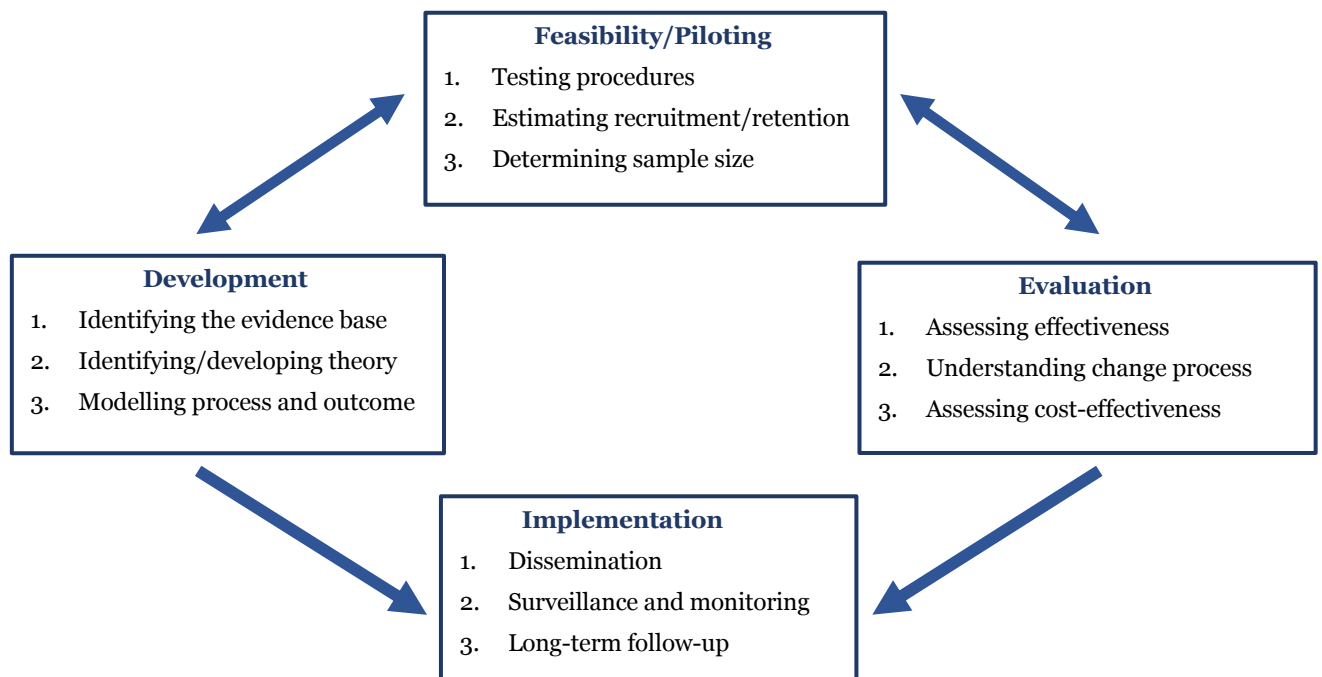 Feasibility/Piloting
1. Testing procedures
2. Estimating recruitment/retention
3. Determining sample size
Development
1. Identifying the evidence base
2. Identifying/developing theory
3. Modelling process and outcome
Evaluation
1. Assessing effectiveness
2. Understanding change process
3. Assessing cost-effectiveness
Implementation
1. Dissemination
2. Surveillance and monitoring
3. Long-term follow-up